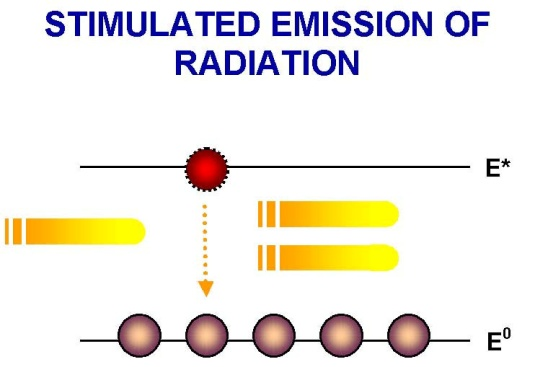 STIMULATED EMISSION OF
RADIATION
E*
E⁰